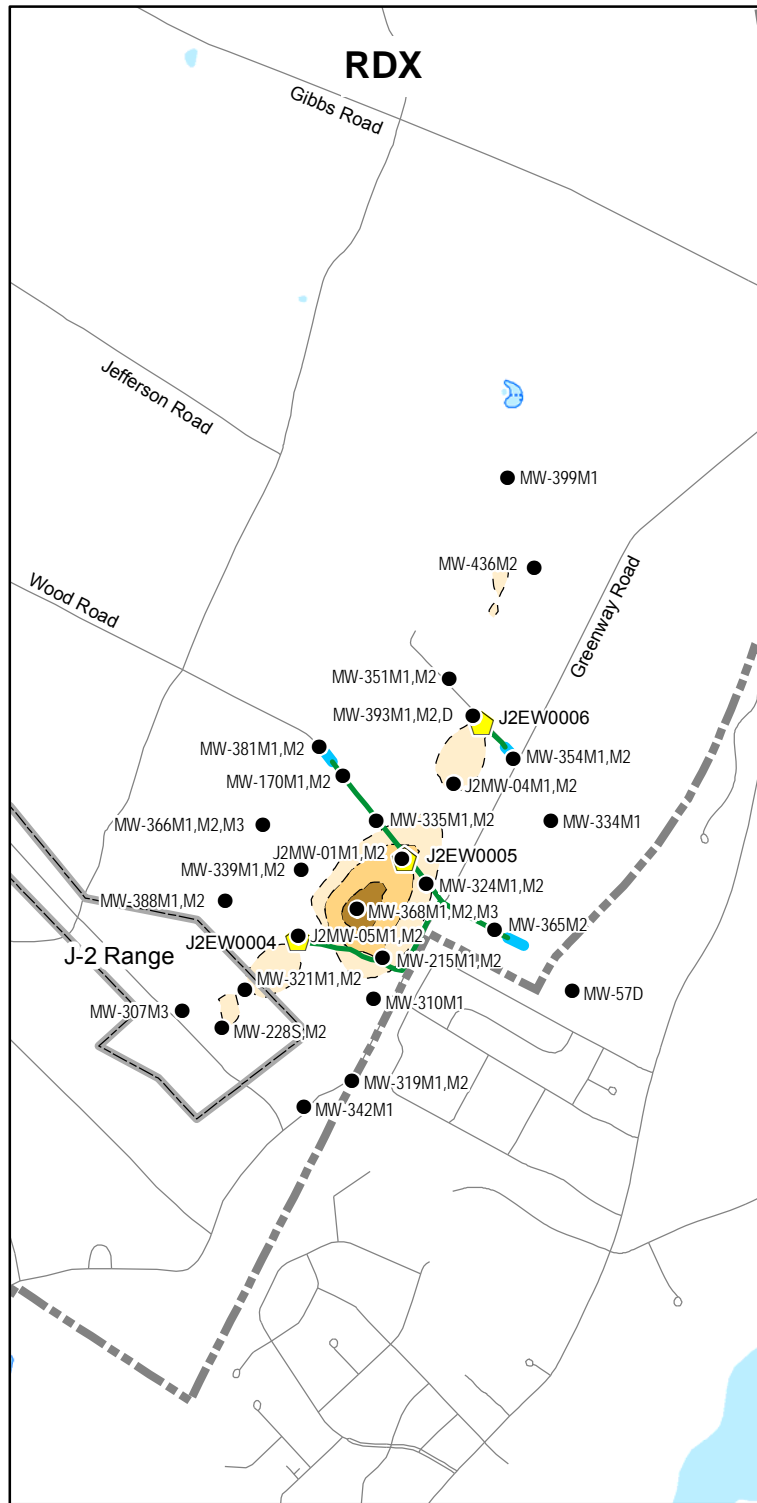 RDX
Gibbs Road
Jefferson Road
MW-399M1
MW-436M2
Wood Road
Greenway Road
MW-351M1,M2
MW-393M1,M2,D
J2EW0006
MW-381M1,M2
MW-354M1,M2
MW-170M1,M2
J2MW-04M1,M2
MW-335M1,M2
MW-334M1
MW-366M1,M2,M3
J2MW-01M1,M2
J2EW0005
MW-339M1,M2
MW-324M1,M2
MW-388M1,M2
MW-368M1,M2,M3
MW-365M2
J2EW0004
J2MW-05M1,M2
J-2 Range
MW-215M1,M2
MW-321M1,M2
MW-57D
MW-307M3
MW-310M1
MW-228S,M2
MW-319M1,M2
MW-342M1